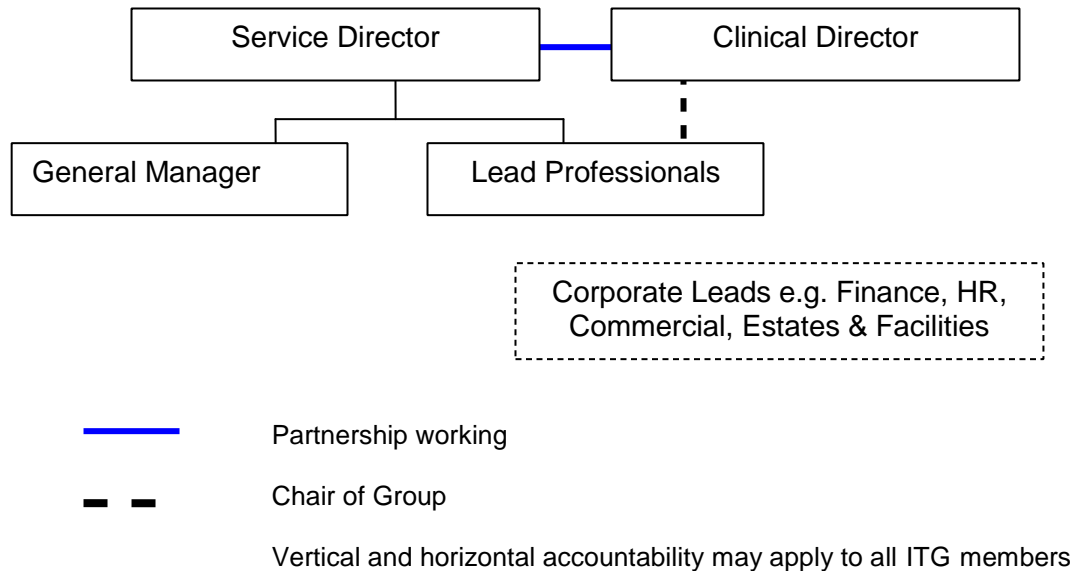 Service Director
Clinical Director
General Manager
Lead Professionals
Corporate Leads e.g. Finance, HR,
Commercial, Estates & Facilities
Partnership working
Chair of Group
Vertical and horizontal accountability may apply to all ITG members